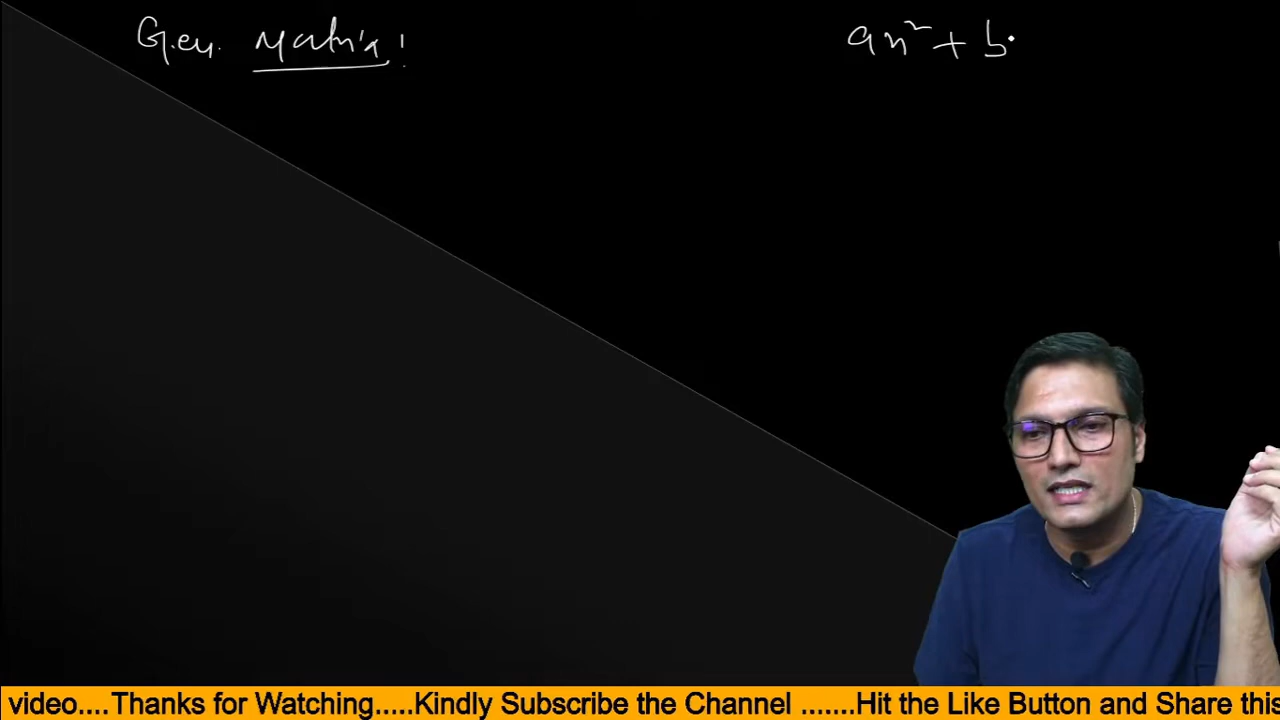 Gen. Matrix!
ax² + b
video....Thanks for Watching.....Kindly Subscribe the Channel .......Hit the Like Button and Share this